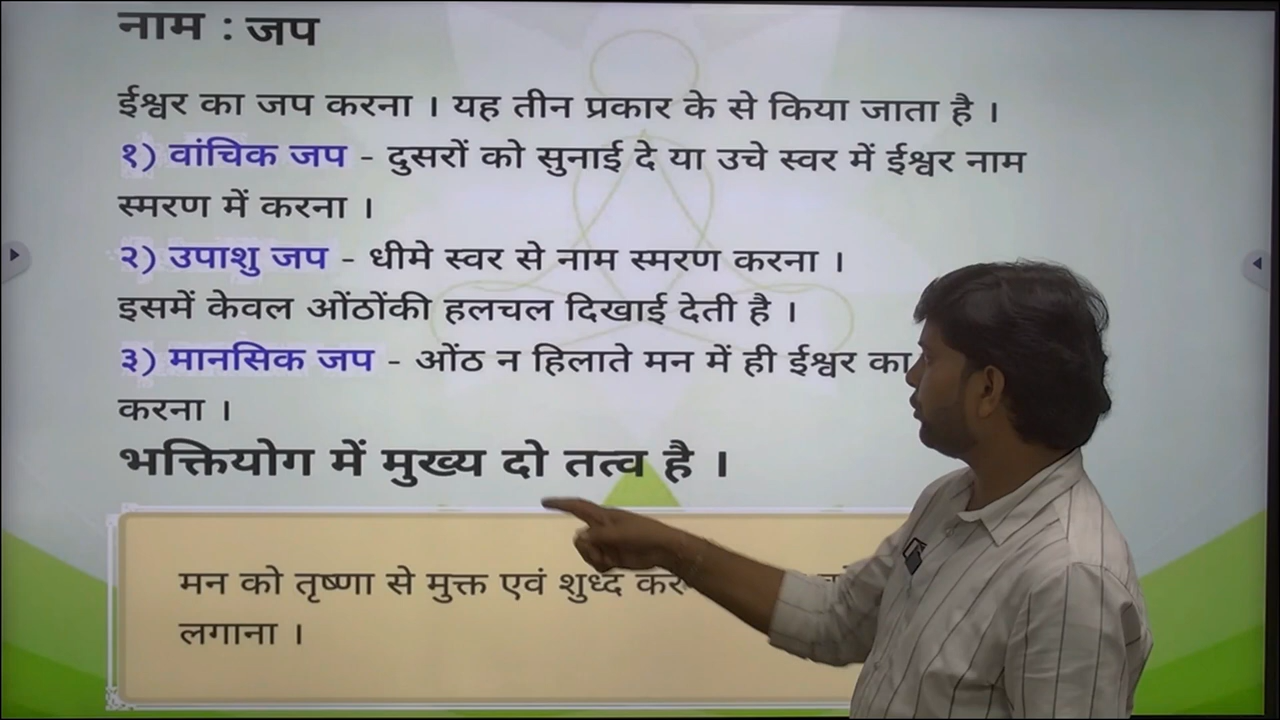 नाम : जप
ईश्वर का जप करना । यह तीन प्रकार के से किया जाता है ।
१) वांचिक जप - दुसरों को सुनाई दे या उचे स्वर में ईश्वर नाम
स्मरण में करना ।
२) उपाशु जप - धीमे स्वर से नाम स्मरण करना ।
इसमें केवल ओंठोंकी हलचल दिखाई देती है ।
३) मानसिक जप - ओंठ न हिलाते मन में ही ईश्वर का
करना ।
भक्तियोग में मुख्य दो तत्व है ।
मन को तृष्णा से मुक्त एवं शुध्द
लगाना ।